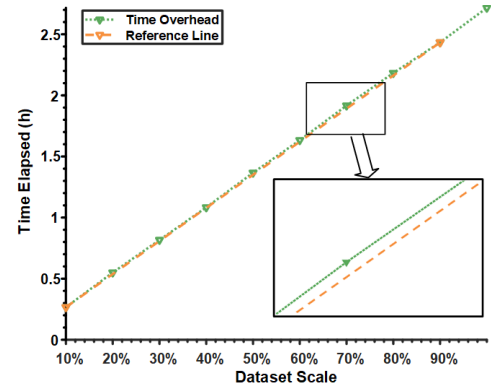 Time Overhead
Reference Line
2.5
2
1.5
1
0.5
0
Time Elapsed (h)
10% 20% 30% 40% 50% 60% 70% 80% 90%
Dataset Scale